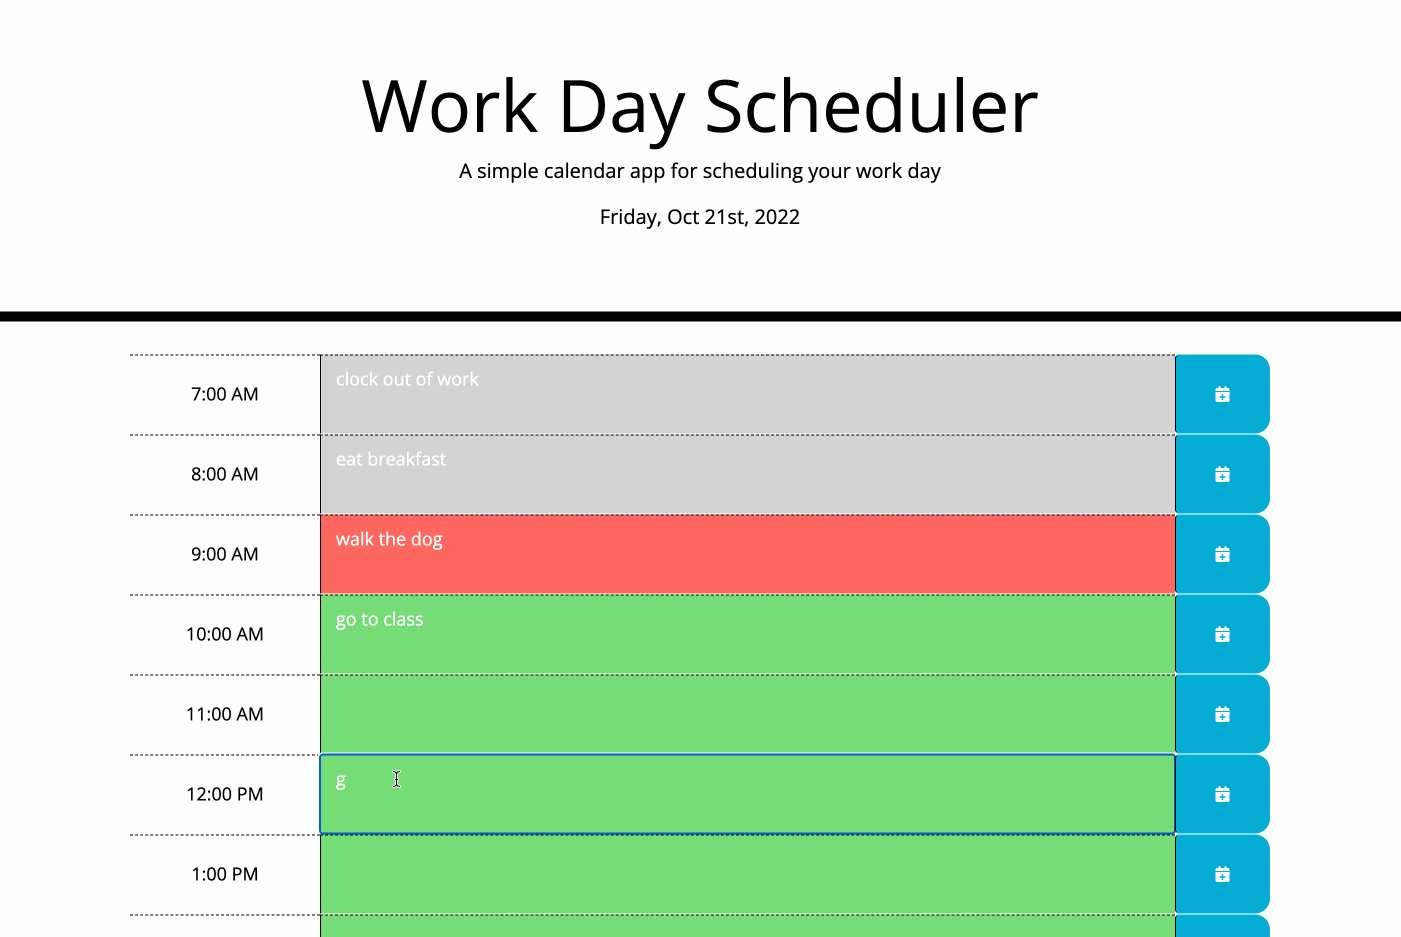 Work Day Scheduler
A simple calendar app for scheduling your work day
Friday, Oct 21st, 2022
7:00 AM clock out of work
8:00 AM eat breakfast
9:00 AM walk the dog
10:00 AM go to class
11:00 AM
12:00 PM g
1:00 PM